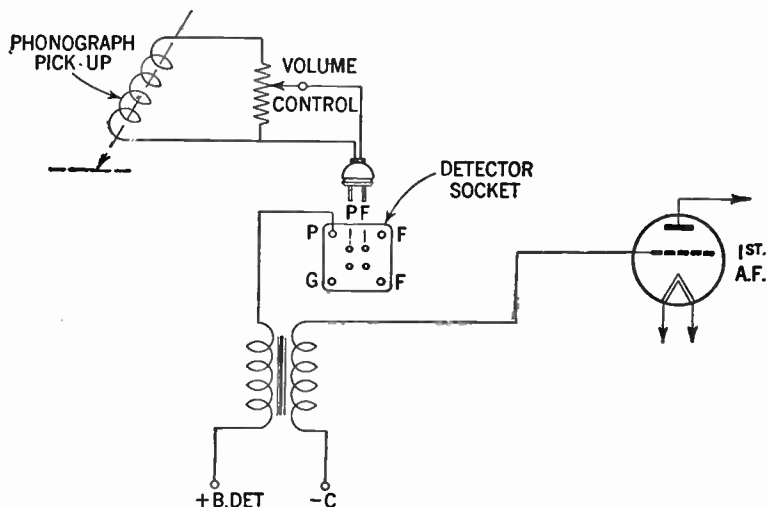 PHONOGRAPH
PICK-UP
VOLUME
CONTROL
DETECTOR
SOCKET
P F
P F
G F
1ST.
A.F.
+B.DET
-C